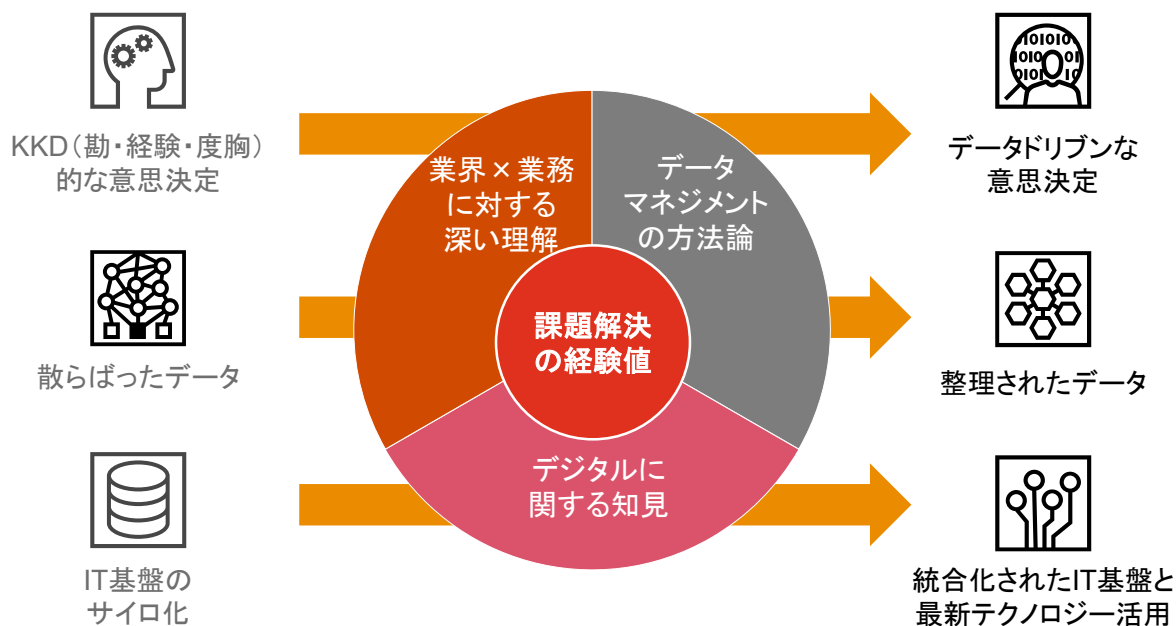 KKD（勘・経験・度胸）
的な意思決定
散らばったデータ
IT基盤の
サイロ化
業界×業務
に対する
深い理解
データ
マネジメント
の方法論
課題解決
の経験値
デジタルに
関する知見
データドリブンな
意思決定
整理されたデータ
統合化されたIT基盤と
最新テクノロジー活用